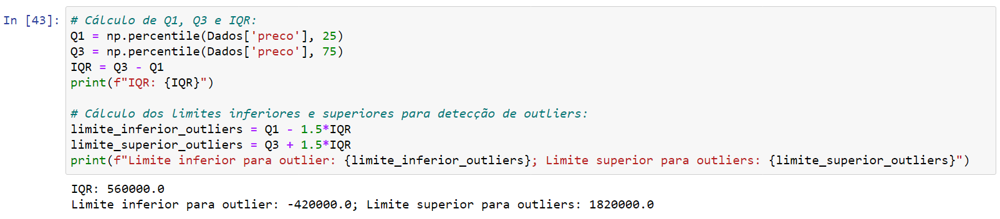 In [43]: # Cálculo de Q1, Q3 e IQR:
Q1 = np.percentile(Dados['preco'], 25)
Q3 = np.percentile(Dados['preco'], 75)
IQR = Q3 - Q1
print(f"IQR: {IQR}")
# Cálculo dos limites inferiores e superiores para detecção de outliers:
limite_inferior_outliers = Q1 - 1.5*IQR
limite_superior_outliers = Q3 + 1.5*IQR
print(f"Limite inferior para outlier: {limite_inferior_outliers}; Limite superior para outliers: {limite_superior_outliers}")
IQR: 560000.0
Limite inferior para outlier: -420000.0; Limite superior para outliers: 1820000.0